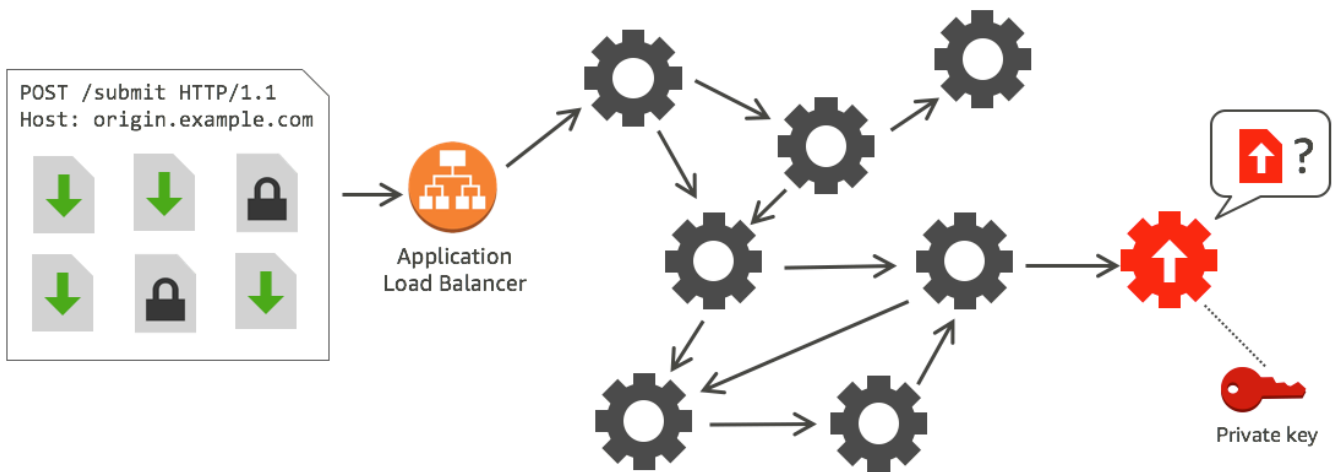 POST /submit HTTP/1.1
Host: origin.example.com
Application
Load Balancer
?
Private key